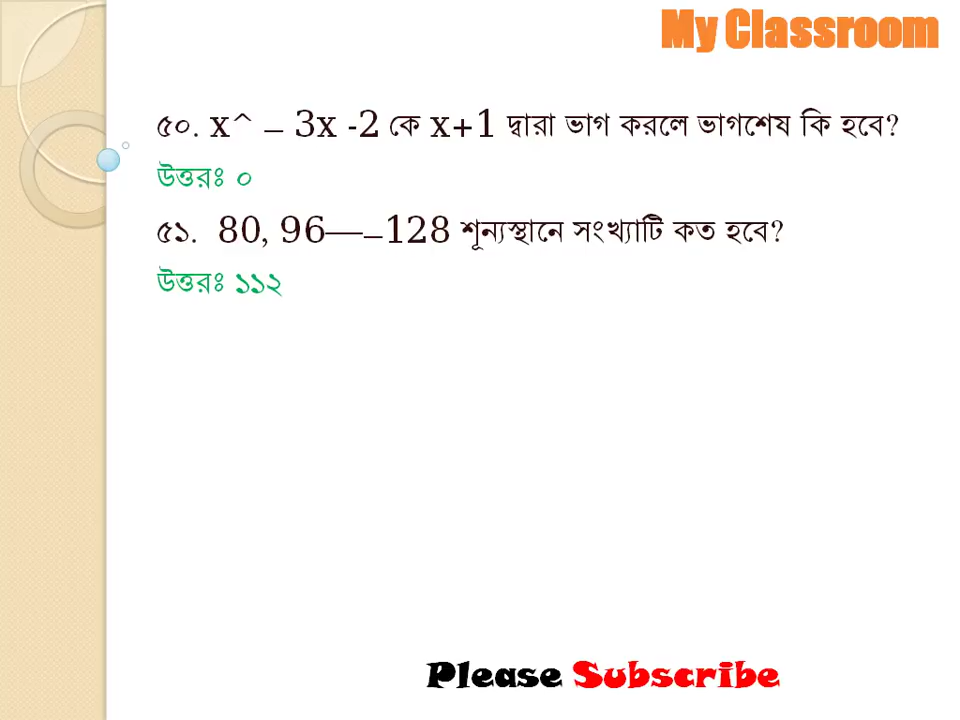 My Classroom
৫০. x^ – 3x -2 কে x+1 দ্বারা ভাগ করলে ভাগশেষ কি হবে?
উত্তরঃ ০
৫১. 80, 96—–128 শূন্যস্থানে সংখ্যাটি কত হবে?
উত্তরঃ ১১২
Please Subscribe